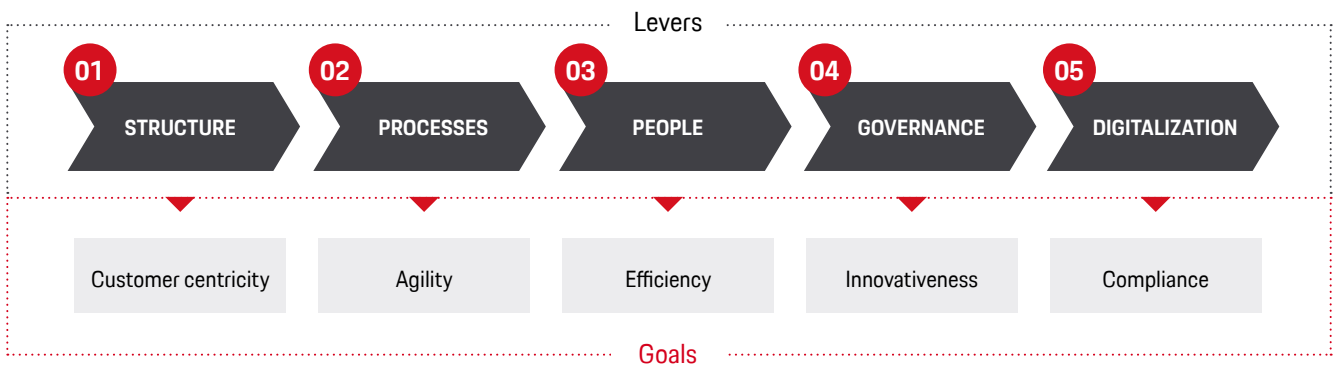 Levers
01
02
03
04
05
STRUCTURE
PROCESSES
PEOPLE
GOVERNANCE
DIGITALIZATION
Customer centricity
Agility
Efficiency
Innovativeness
Compliance
Goals